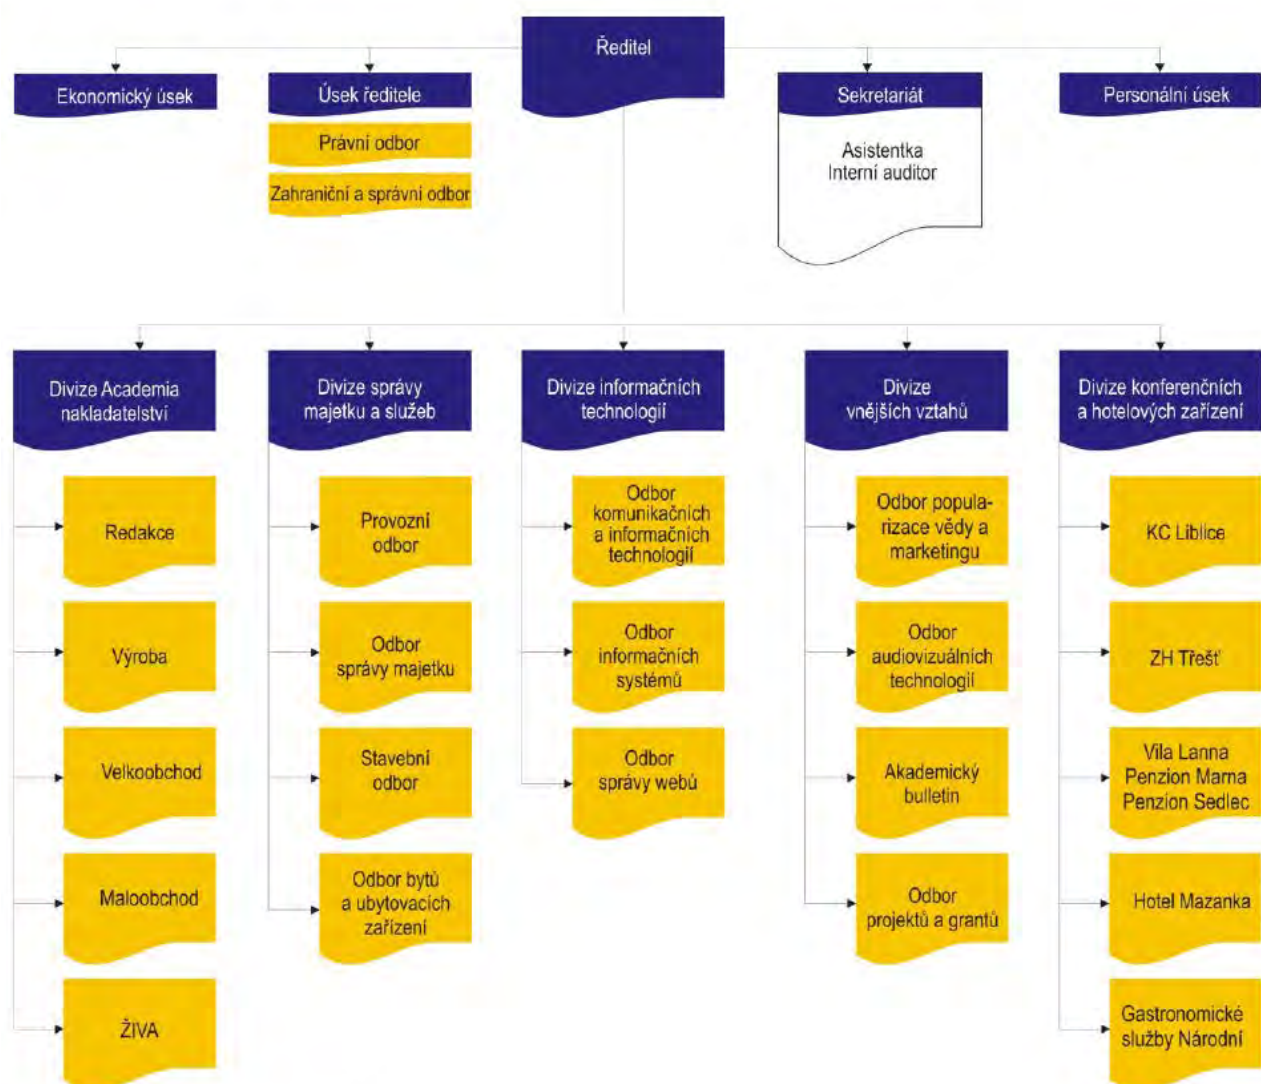 Ředitel
Ekonomický úsek
Úsek ředitele
Právní odbor
Zahraniční a správní odbor
Sekretariát
Asistentka
Interní auditor
Personální úsek
Divize Academia
nakladatelství
Redakce
Výroba
Velkoobchod
Maloobchod
ŽIVA
Divize správy
majetku a služeb
Provozní
odbor
Odbor
správy majetku
Stavební
odbor
Odbor bytů
a ubytovacích
zařízení
Divize informačních
technologií
Odbor
komunikačních
a informačních
technologií
Odbor
informačních
systémů
Odbor
správy webů
Divize
vnějších vztahů
Odbor popula-
rizace vědy a
marketingu
Odbor
audiovizuálních
technologií
Akademický
bulletin
Odbor
projektů a grantů
Divize konferenčních
a hotelových zařízení
KC Liblice
ZH Třešť
Vila Lanna
Penzion Marna
Penzion Sedlec
Hotel Mazanka
Gastronomické
služby Národní